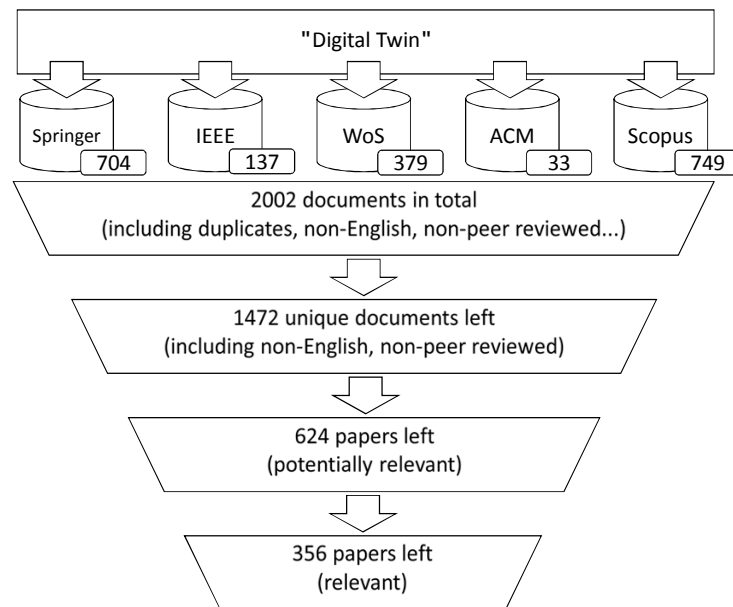 "Digital Twin"
Springer
704
IEEE
137
WoS
379
ACM
33
Scopus
749
2002 documents in total
(including duplicates, non-English, non-peer reviewed...)
1472 unique documents left
(including non-English, non-peer reviewed)
624 papers left
(potentially relevant)
356 papers left
(relevant)